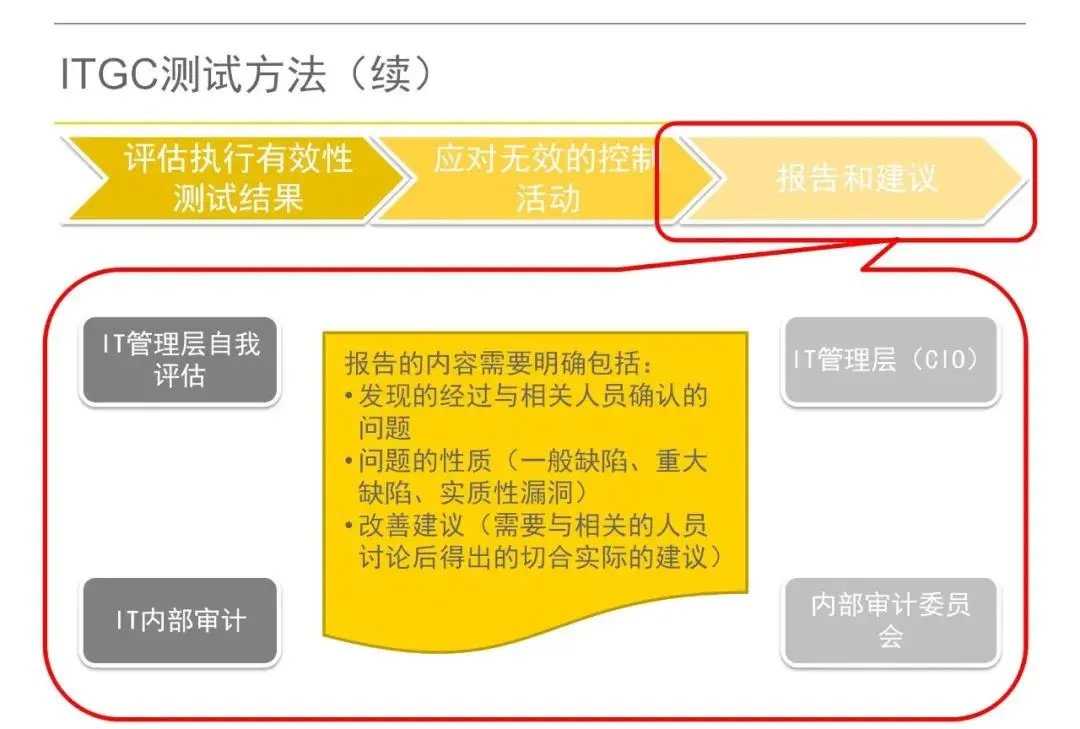 ITGC测试方法（续）
评估执行有效性
测试结果
应对无效的控制
活动
报告和建议
IT管理层自我
评估
IT内部审计
报告的内容需要明确包括：
•发现的经过与相关人员确认的
问题
•问题的性质（一般缺陷、重大
缺陷、实质性漏洞）
•改善建议（需要与相关的人员
讨论后得出的切合实际的建议）
IT管理层（CIO）
内部审计委员
会